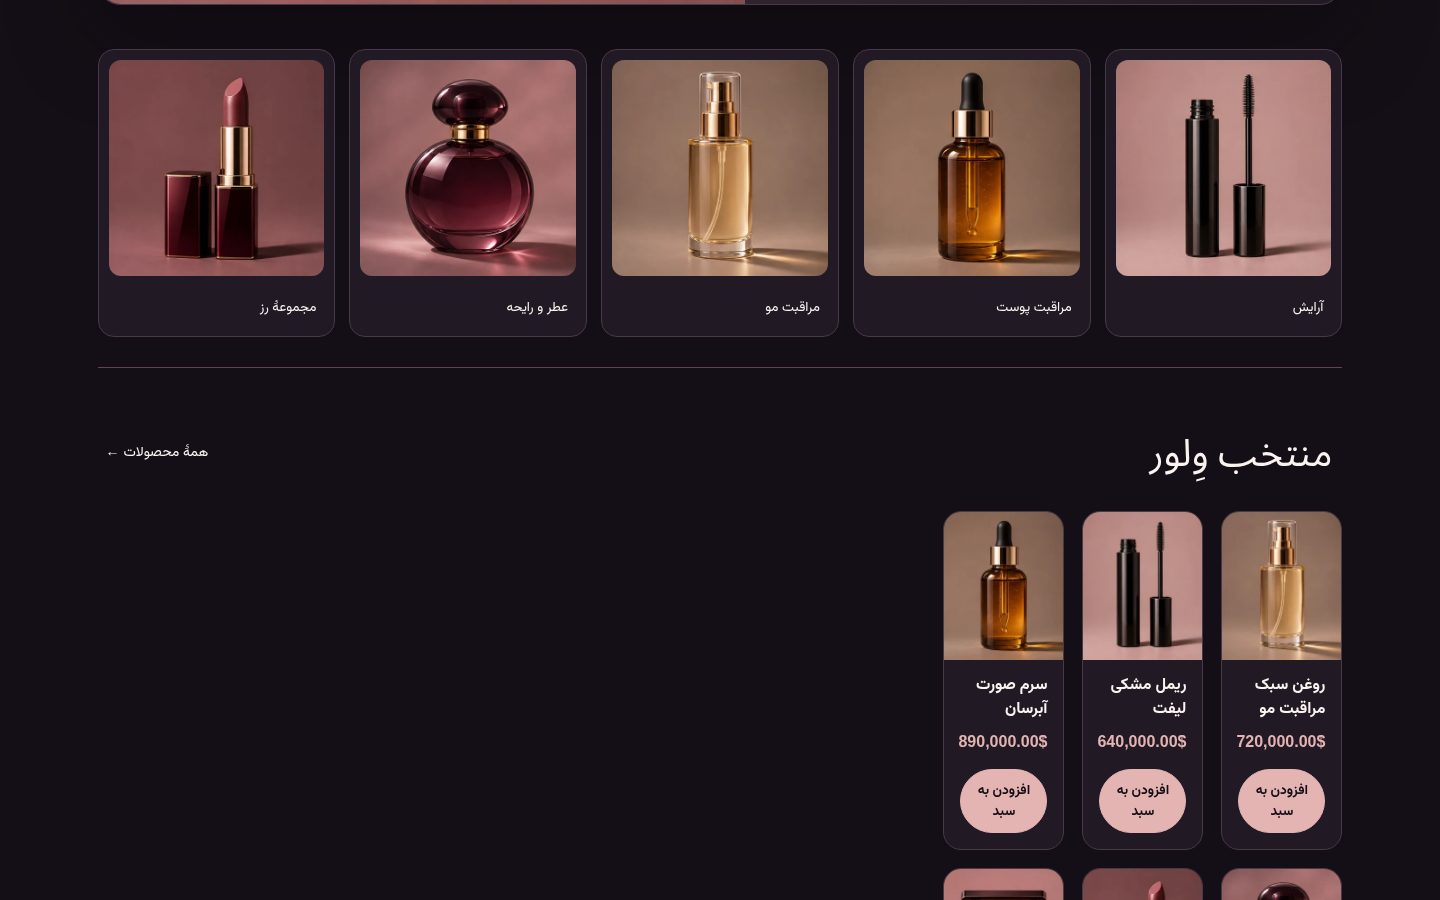 آرایش
مراقبت پوست
مراقبت مو
عطر و رایحه
مجموعهٔ رز
منتخب وِلور
همهٔ محصولات ←
روغن سبک
مراقبت مو
720,000.00$
افزودن به
سبد
ریمل مشکی
لیفت
640,000.00$
افزودن به
سبد
سرم صورت
آبرسان
890,000.00$
افزودن به
سبد